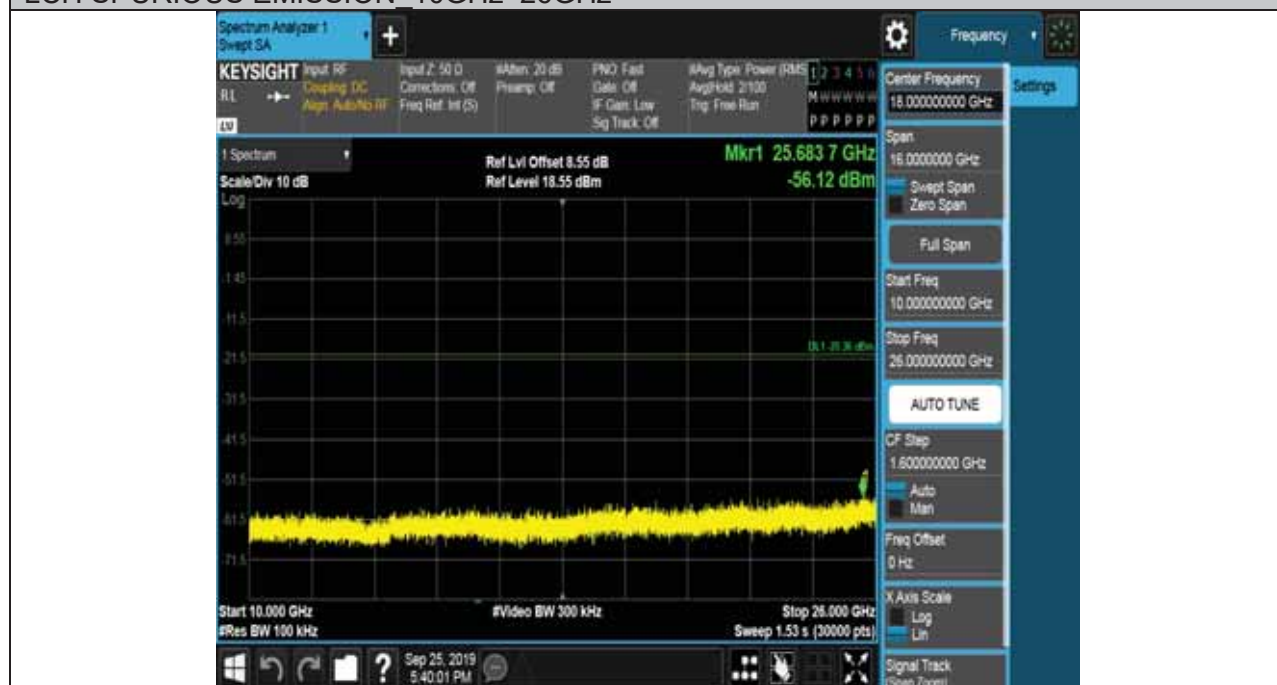 Spectrum Analyzer 1
Swept SA
+
Frequency
Settings
KEYSIGHT
RL
Input: RF
Coupling: DC
Align: Auto/No RF
Input Z: 50 Ω
Corrections: Off
Freq Ref: Int (S)
#Atten: 20 dB
Preamp: Off
PNO: Fast
Gate: Off
IF Gain: Low
Sig Track: Off
#Avg Type: Power (RMS
Avg|Hold: 2/100
Trig: Free Run
1 2 3 4 5 6
M W W W W W
P P P P P P
1 Spectrum
Scale/Div 10 dB
Log
Ref Lvl Offset 8.55 dB
Ref Level 18.55 dBm
Mkr1 25.683 7 GHz
-56.12 dBm
8.55
-1.45
-11.5
-21.5
-31.5
-41.5
-51.5
-61.5
-71.5
Start 10.000 GHz
#Res BW 100 kHz
#Video BW 300 kHz
Stop 26.000 GHz
Sweep 1.53 s (30000 pts)
Center Frequency
18.000000000 GHz
Span
16.0000000 GHz
Swept Span
Zero Span
Full Span
Start Freq
10.000000000 GHz
Stop Freq
26.000000000 GHz
AUTO TUNE
CF Step
1.600000000 GHz
Auto
Man
Freq Offset
0 Hz
X Axis Scale
Log
Lin
Signal Track
(Span Zoom)
?
Sep 25, 2019
5:40:01 PM